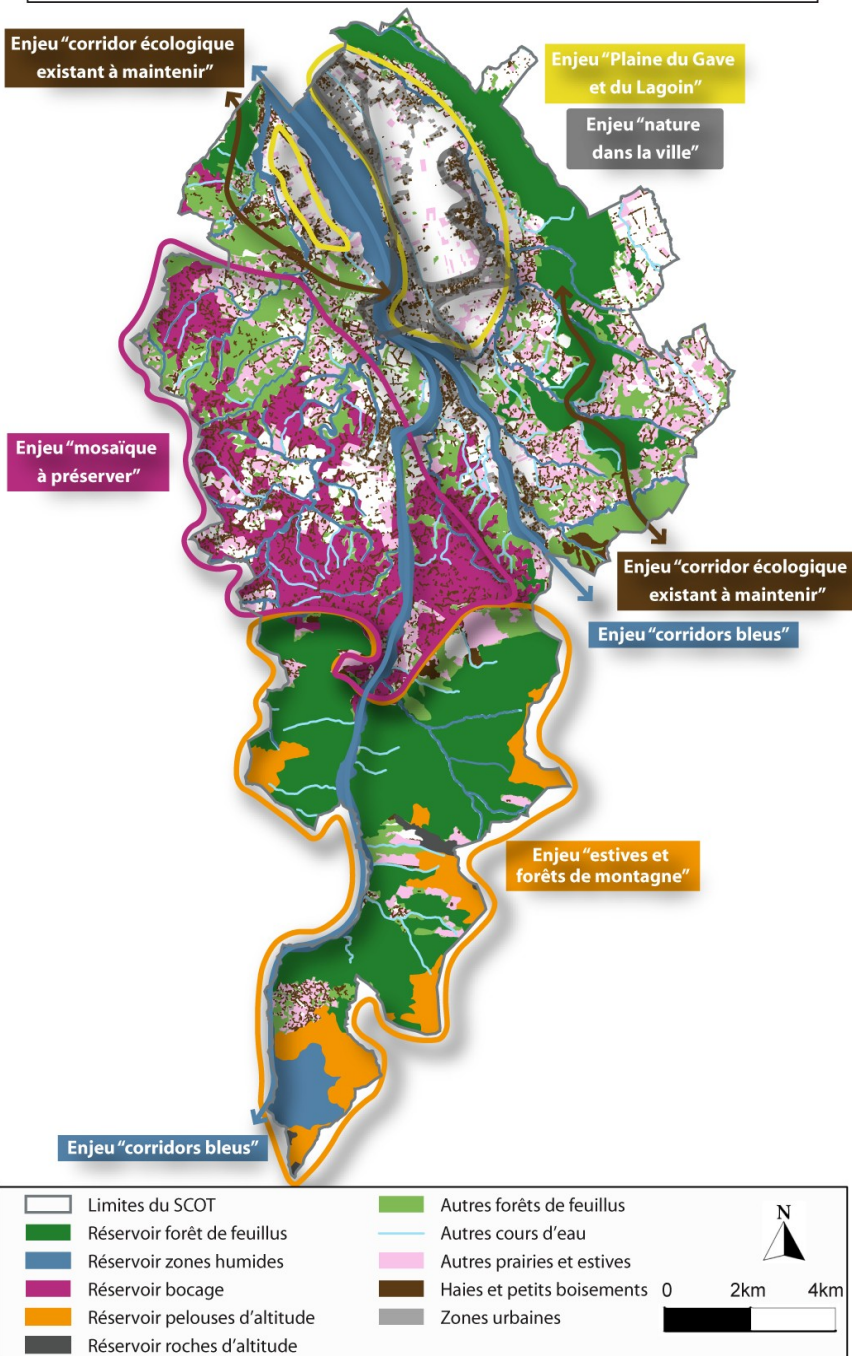 Enjeu “corridor écologique
existant à maintenir”
Enjeu “Plaine du Gave
et du Lagoin”
Enjeu “nature
dans la ville”
Enjeu “mosaïque
à préserver”
Enjeu “corridor écologique
existant à maintenir”
Enjeu “corridors bleus”
Enjeu “estives et
forêts de montagne”
Enjeu “corridors bleus”
Limites du SCOT
Réservoir forêt de feuillus
Réservoir zones humides
Réservoir bocage
Réservoir pelouses d’altitude
Réservoir roches d’altitude
Autres forêts de feuillus
Autres cours d’eau
Autres prairies et estives
Haies et petits boisements
Zones urbaines
N
0 2km 4km